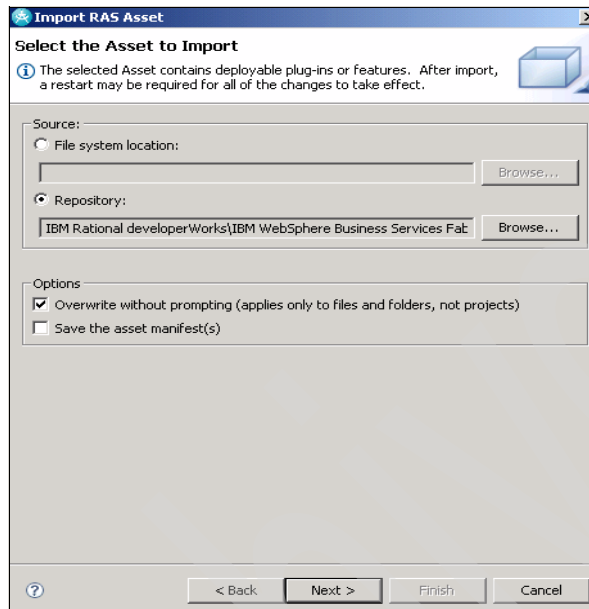 Import RAS Asset
Select the Asset to Import
The selected Asset contains deployable plug-ins or features. After import,
a restart may be required for all of the changes to take effect.
Source:
File system location:
Browse...
Repository:
IBM Rational developerWorks\IBM WebSphere Business Services Fab
Browse...
Options
Overwrite without prompting (applies only to files and folders, not projects)
Save the asset manifest(s)
?
< Back
Next >
Finish
Cancel